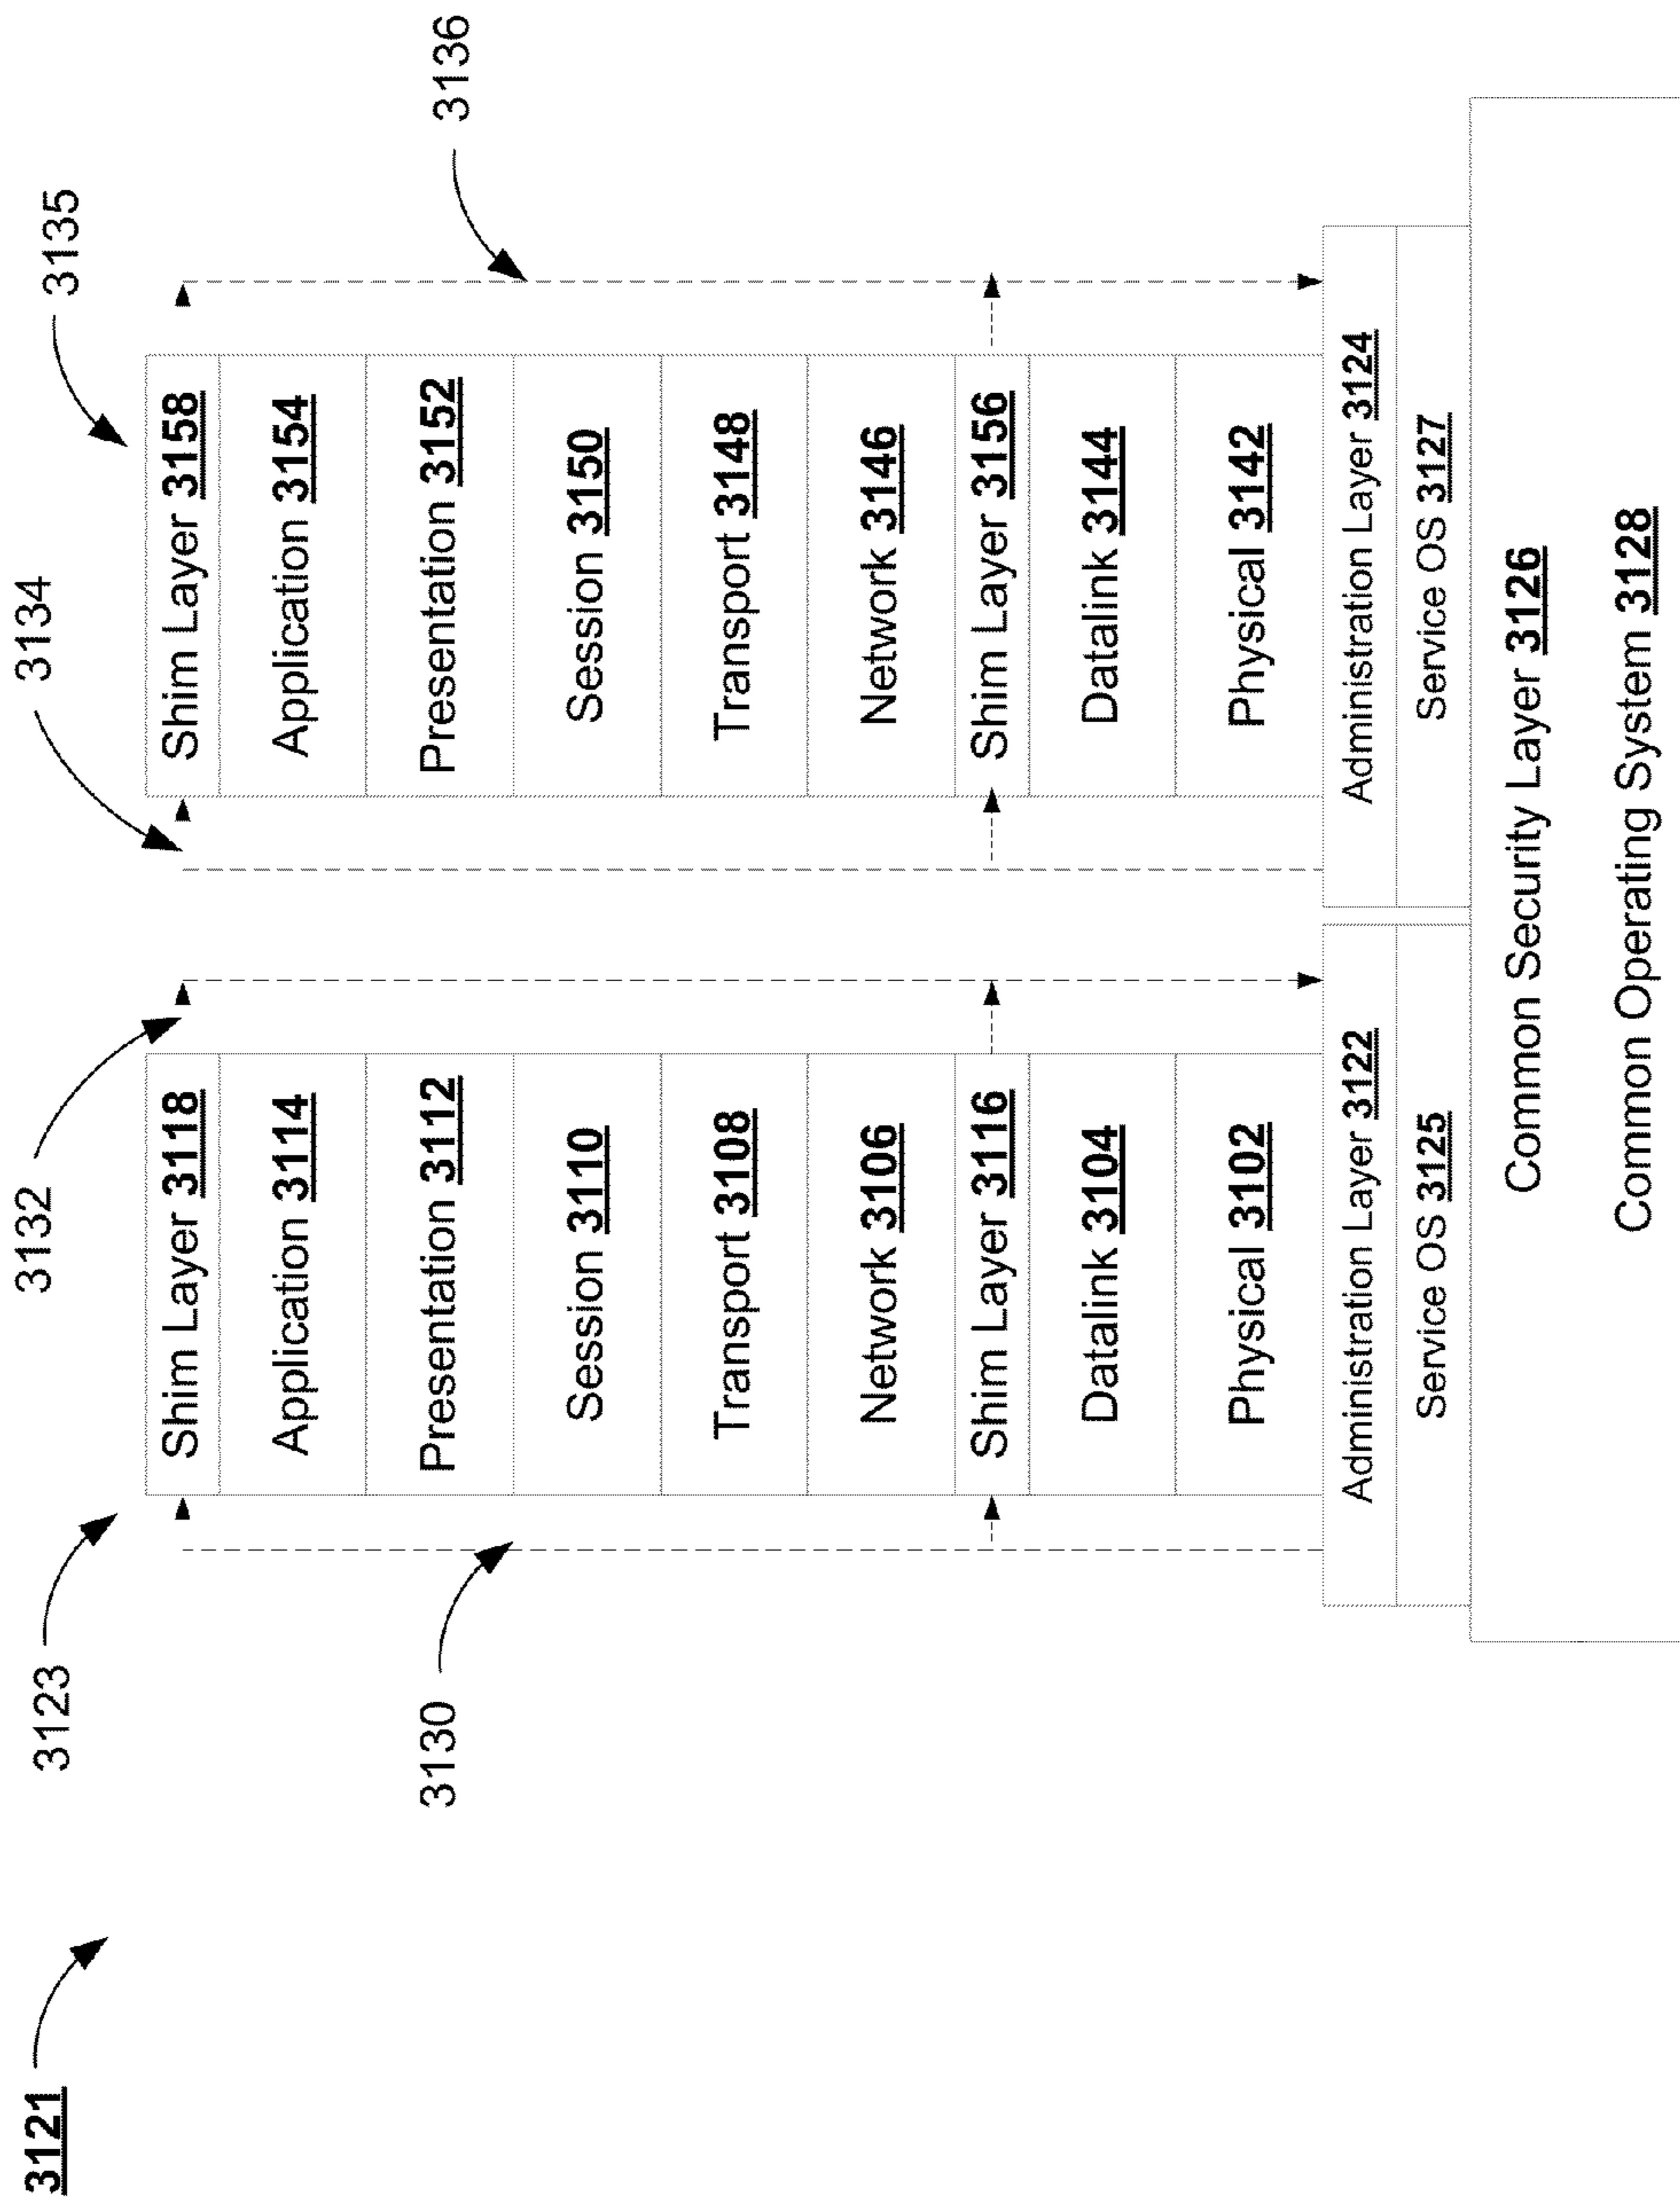 3121
3123
3132
3134
3135
3130
3136
Shim Layer 3118
Application 3114
Presentation 3112
Session 3110
Transport 3108
Network 3106
Shim Layer 3116
Datalink 3104
Physical 3102
Administration Layer 3122
Service OS 3125
Shim Layer 3158
Application 3154
Presentation 3152
Session 3150
Transport 3148
Network 3146
Shim Layer 3156
Datalink 3144
Physical 3142
Administration Layer 3124
Service OS 3127
Common Security Layer 3126
Common Operating System 3128